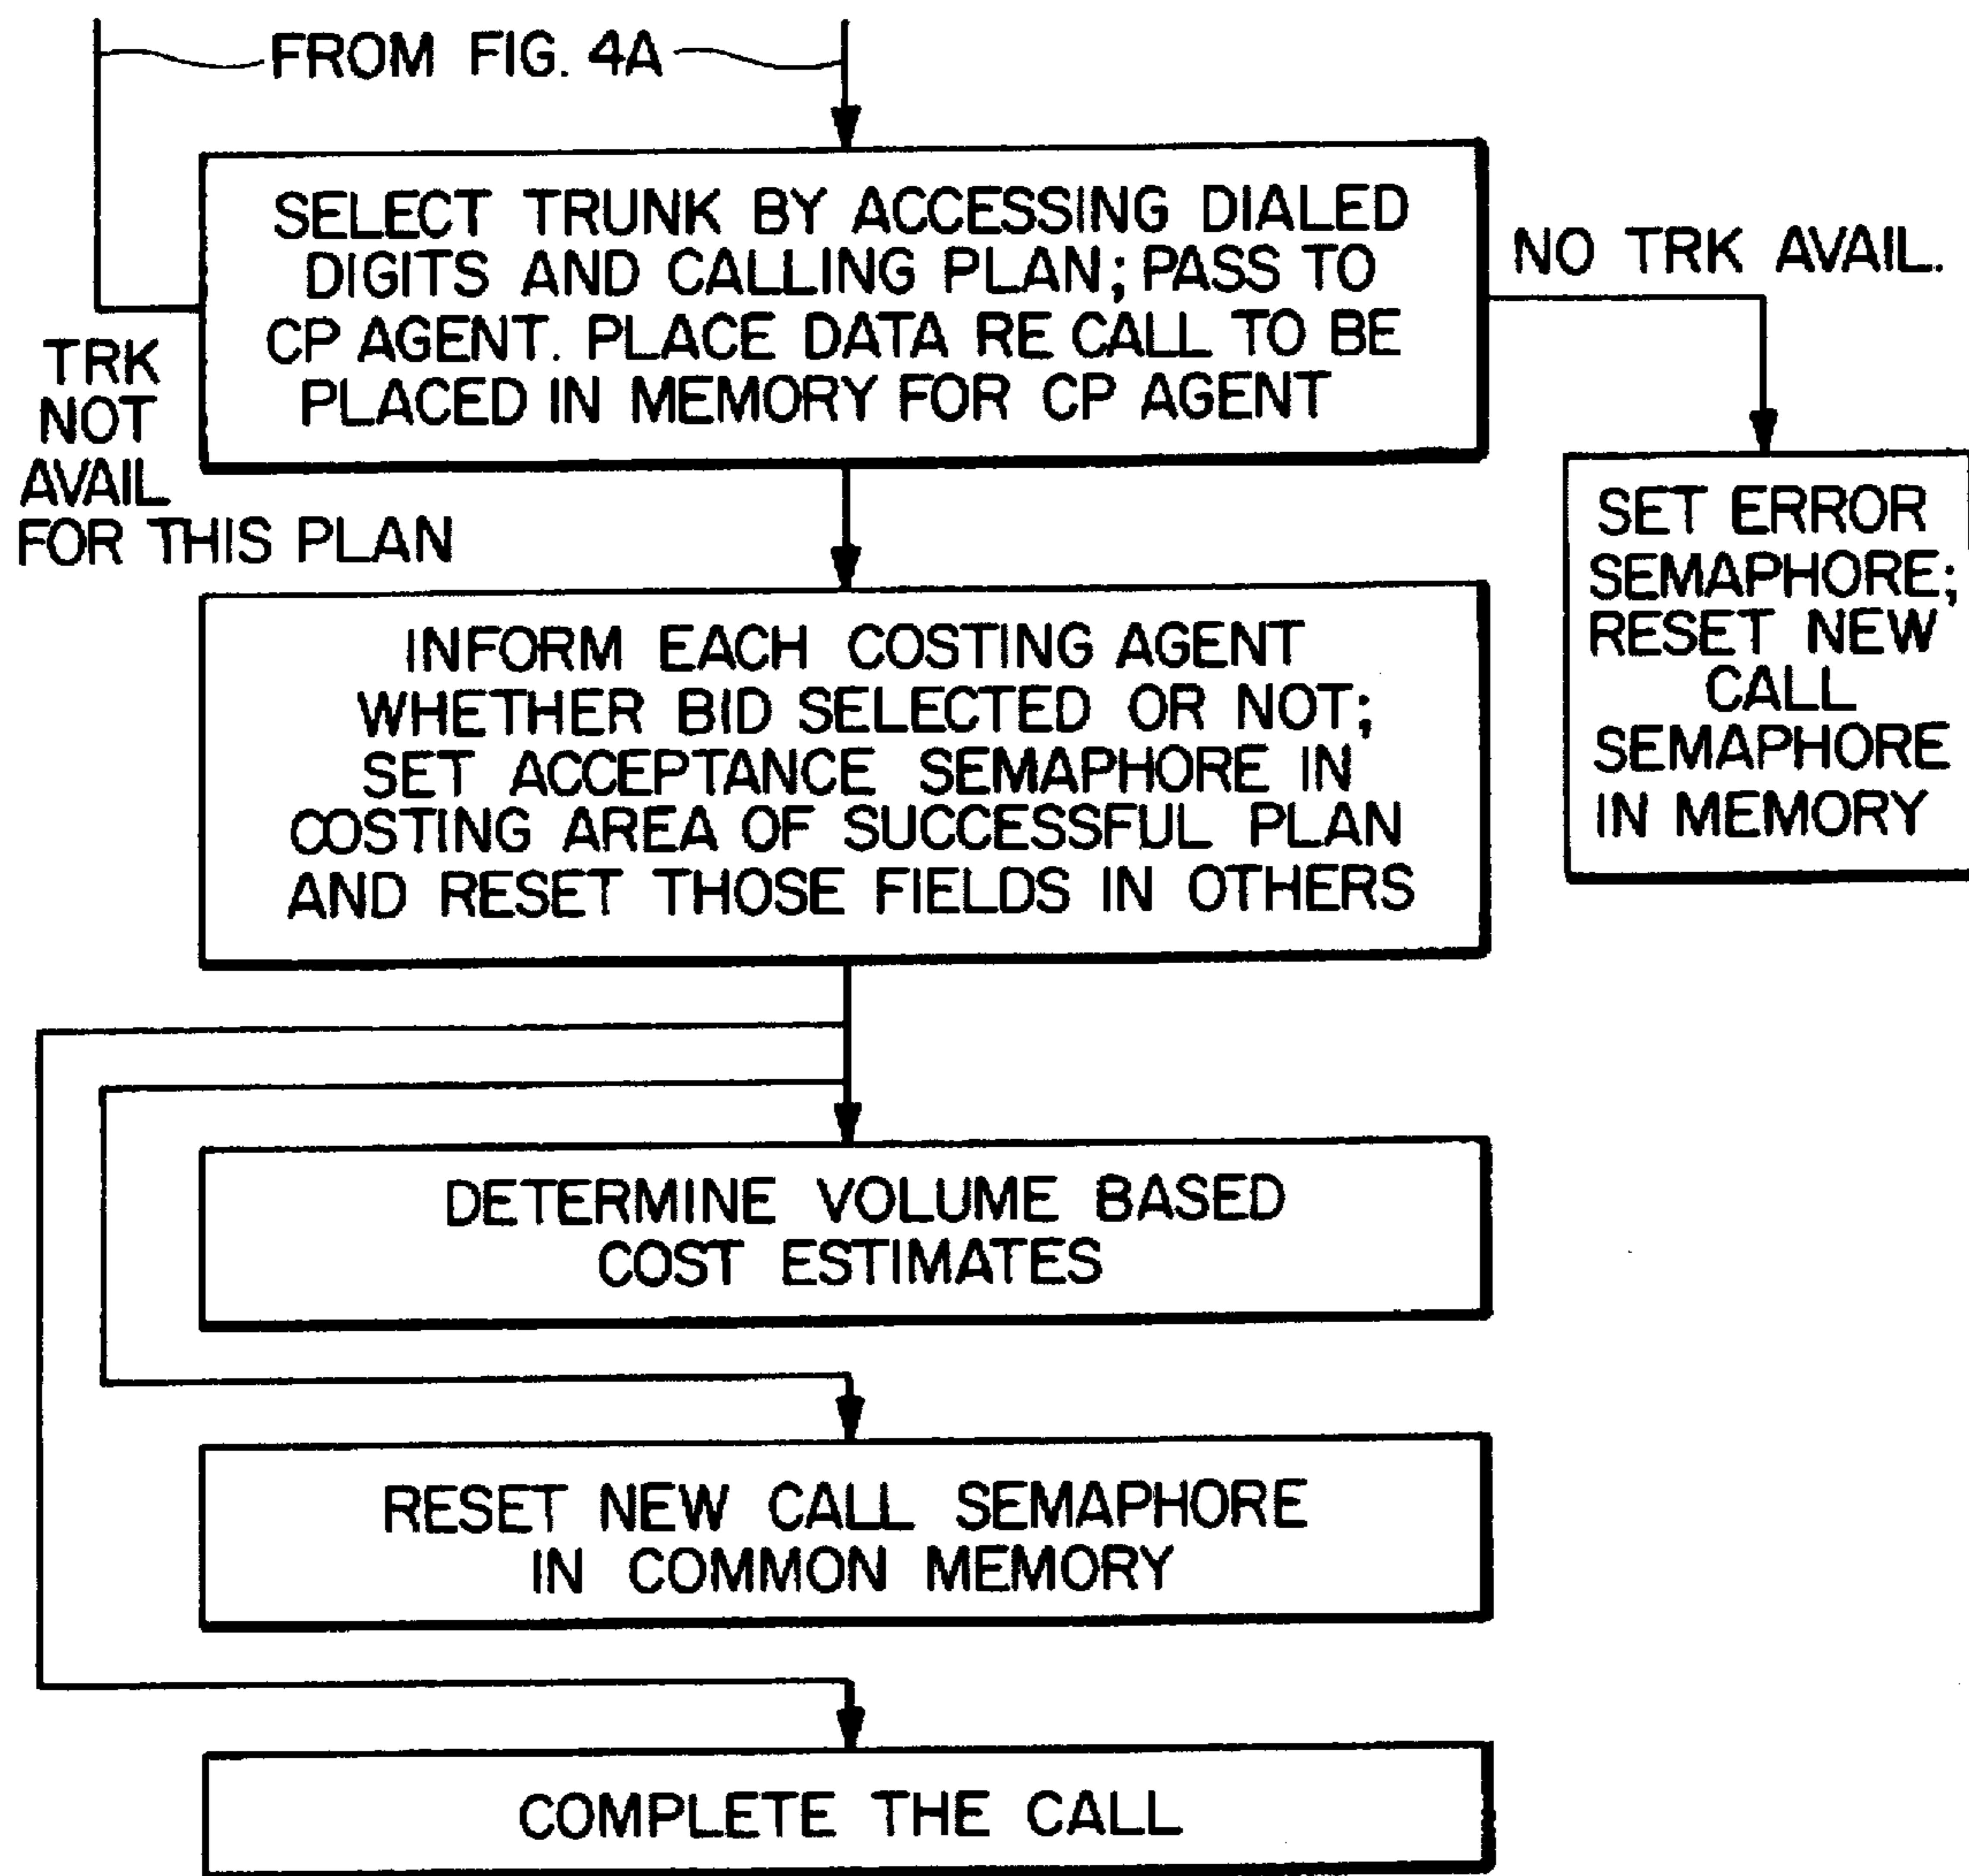 FROM FIG. 4A
SELECT TRUNK BY ACCESSING DIALED
DIGITS AND CALLING PLAN; PASS TO
CP AGENT. PLACE DATA RE CALL TO BE
PLACED IN MEMORY FOR CP AGENT
NO TRK AVAIL.
TRK
NOT
AVAIL
FOR THIS PLAN
SET ERROR
SEMAPHORE;
RESET NEW
CALL
SEMAPHORE
IN MEMORY
INFORM EACH COSTING AGENT
WHETHER BID SELECTED OR NOT;
SET ACCEPTANCE SEMAPHORE IN
COSTING AREA OF SUCCESSFUL PLAN
AND RESET THOSE FIELDS IN OTHERS
DETERMINE VOLUME BASED
COST ESTIMATES
RESET NEW CALL SEMAPHORE
IN COMMON MEMORY
COMPLETE THE CALL